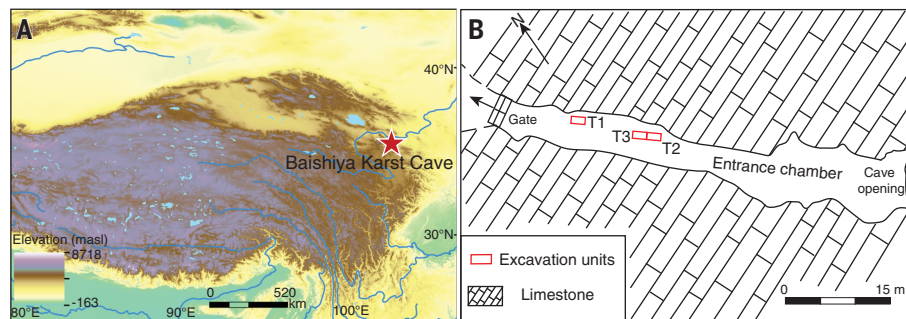 A
40°N
Baishiya Karst Cave
30°N
Elevation (masl)
8718
-163
0 520
km
80°E 90°E 100°E
B
N
Gate
T1
T3
T2
Entrance chamber
Cave
opening
Excavation units
Limestone
0 15 m